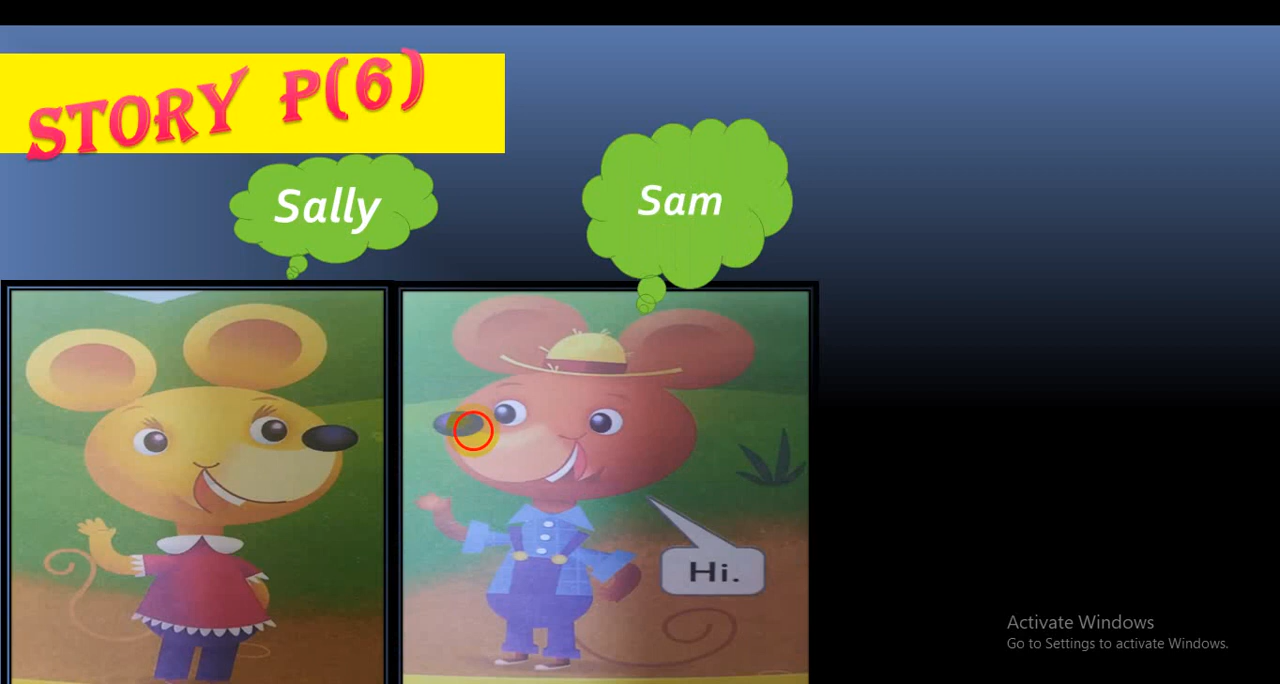 STORY P(6)
Sally
Sam
Hi.
Activate Windows
Go to Settings to activate Windows.